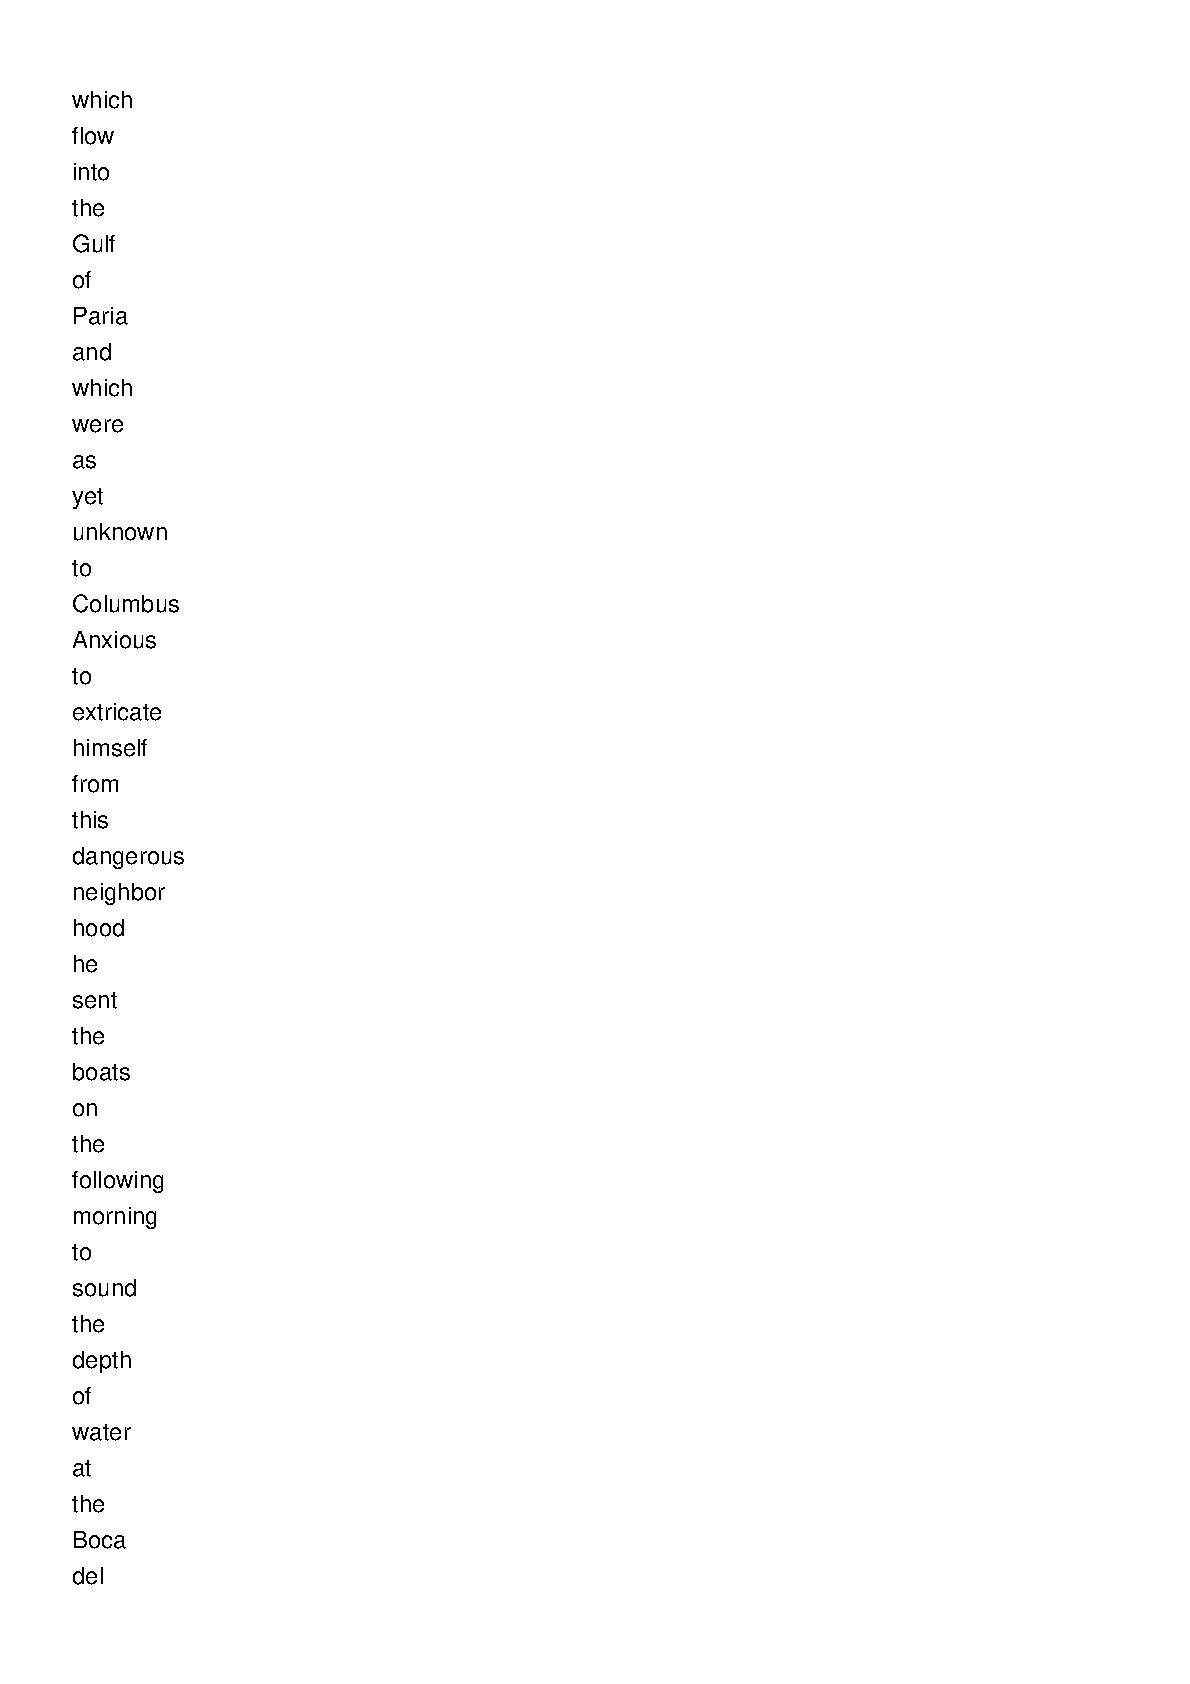 which
flow
into
the
Gulf
of
Paria
and
which
were
as
yet
unknown
to
Columbus
Anxious
to
extricate
himself
from
this
dangerous
neighbor
hood
he
sent
the
boats
on
the
following
morning
to
sound
the
depth
of
water
at
the
Boca
del